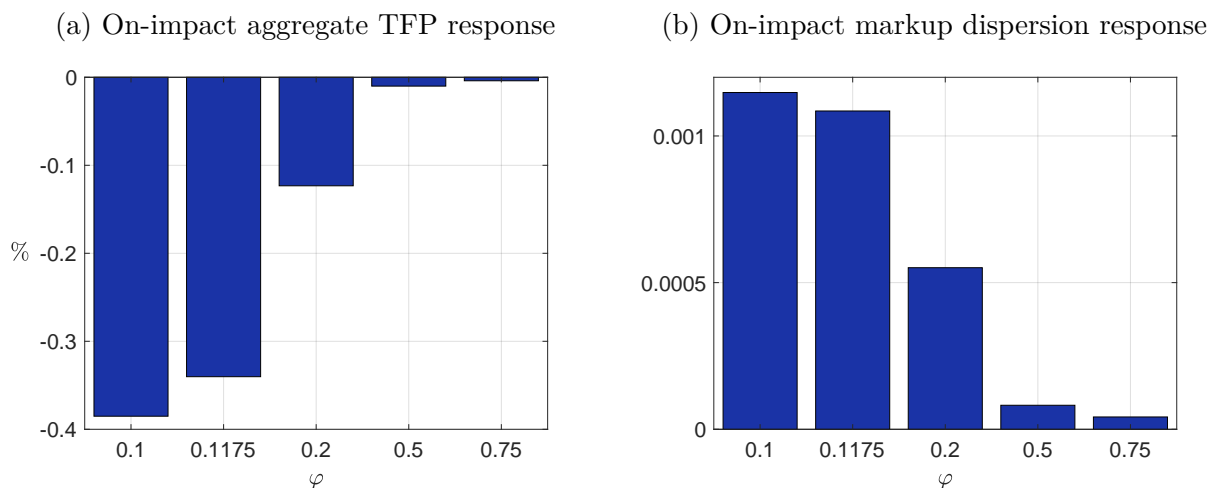 (a) On-impact aggregate TFP response
0
-0.1
-0.2
-0.3
-0.4
%
0.1 0.1175 0.2 0.5 0.75
φ
(b) On-impact markup dispersion response
0.001
0.0005
0
0.1 0.1175 0.2 0.5 0.75
φ